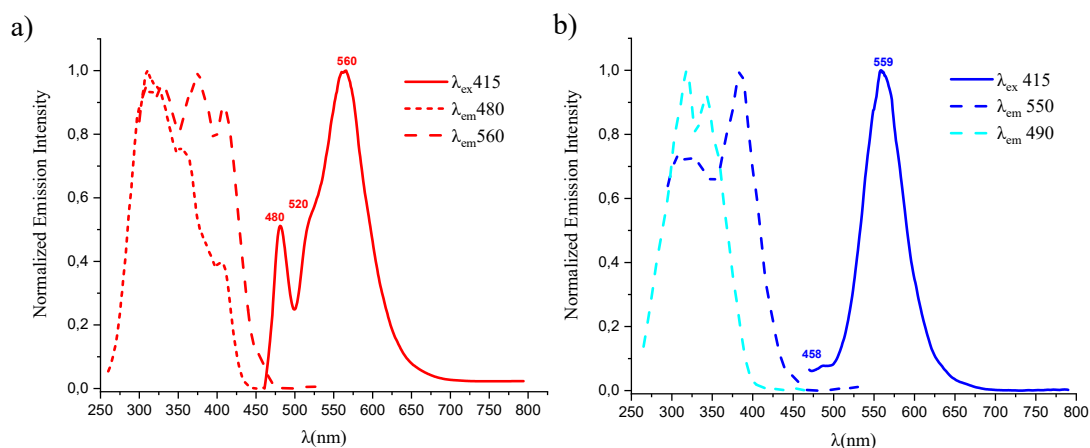 a)
Normalized Emission Intensity
1,0
0,8
0,6
0,4
0,2
0,0
250 300 350 400 450 500 550 600 650 700 750 800
λ(nm)
480
520
560
λex 415
λem480
λem560
b)
Normalized Emission Intensity
1,0
0,8
0,6
0,4
0,2
0,0
250 300 350 400 450 500 550 600 650 700 750 800
λ(nm)
458
559
λex 415
λem 550
λem 490